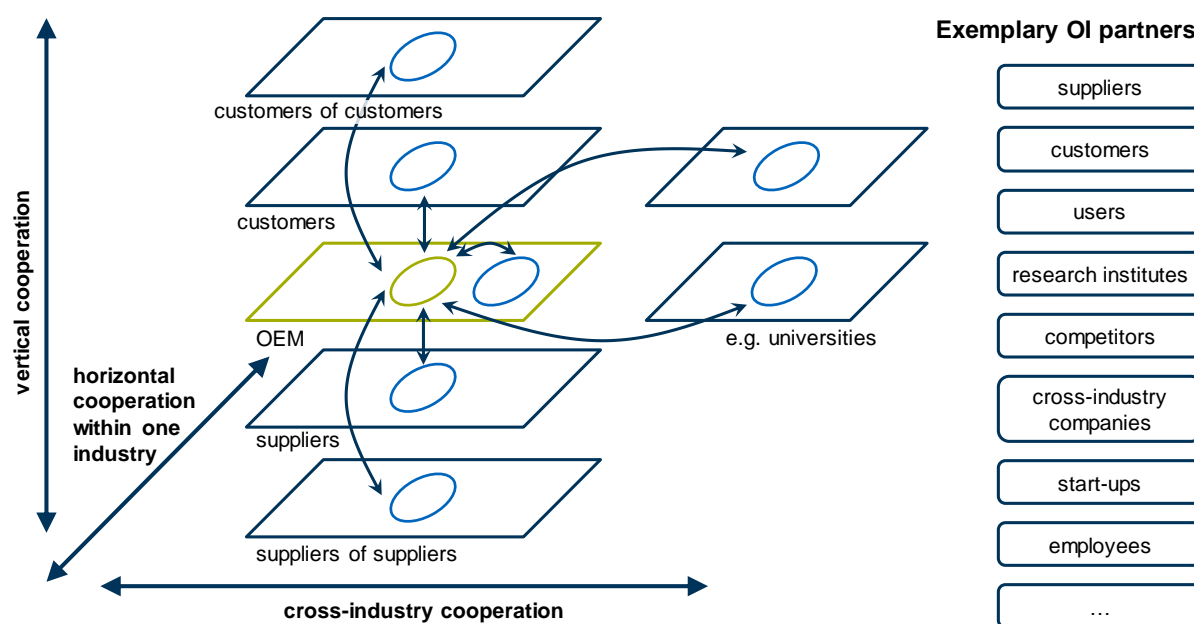 Exemplary OI partners
customers of customers
customers
OEM
suppliers
suppliers of suppliers
e.g. universities
vertical cooperation
horizontal
cooperation
within one
industry
cross-industry cooperation
suppliers
customers
users
research institutes
competitors
cross-industry
companies
start-ups
employees
…